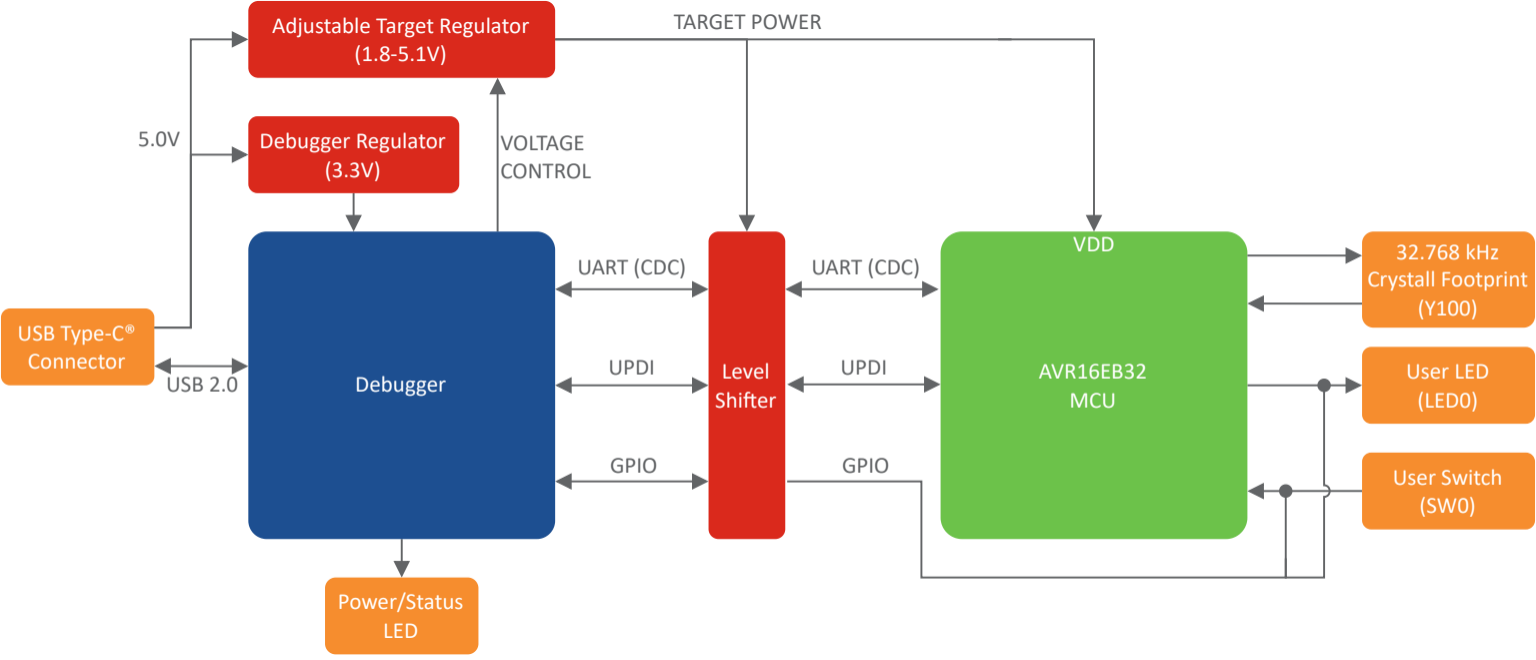 Adjustable Target Regulator
(1.8-5.1V)
TARGET POWER
5.0V
Debugger Regulator
(3.3V)
VOLTAGE
CONTROL
VDD
UART (CDC)
UART (CDC)
32.768 kHz
Crystall Footprint
(Y100)
USB Type-C®
Connector
USB 2.0
Debugger
UPDI
Level
Shifter
UPDI
AVR16EB32
MCU
User LED
(LED0)
GPIO
GPIO
User Switch
(SW0)
Power/Status
LED